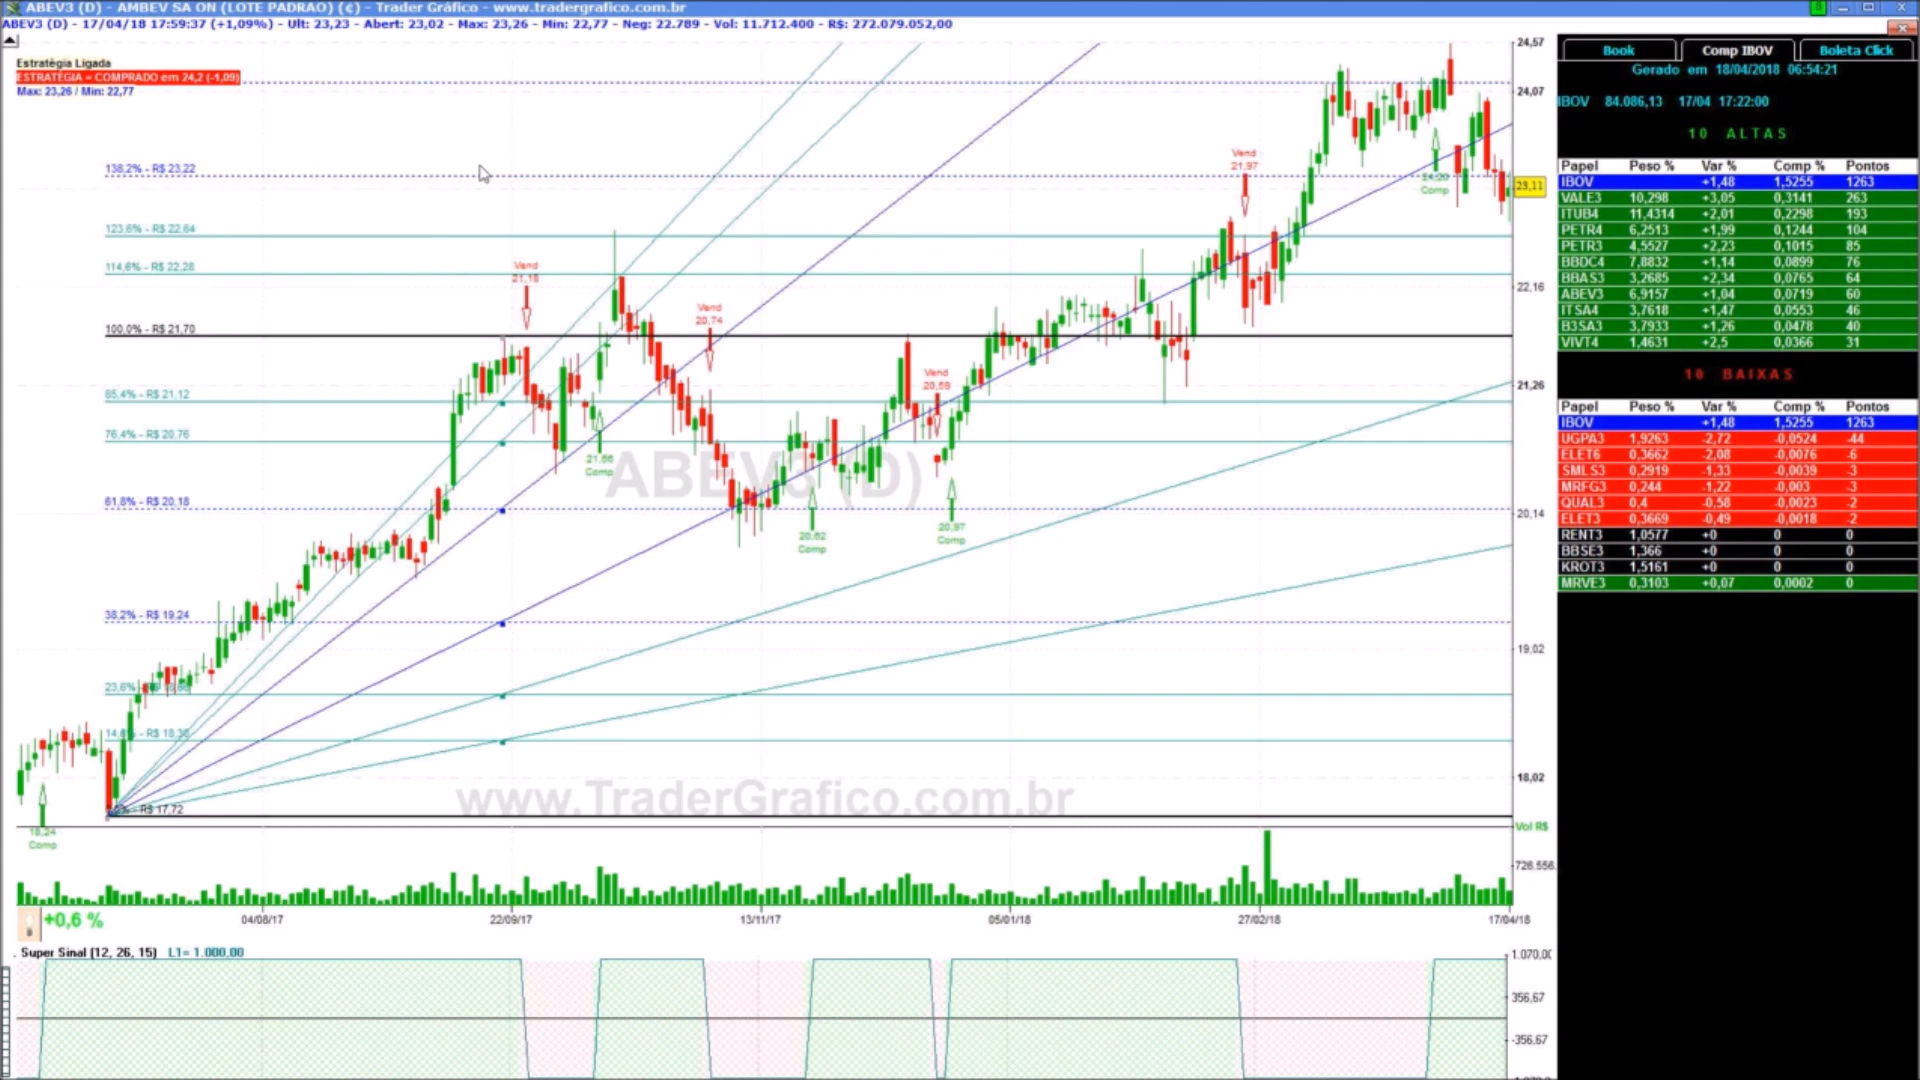 ABEV3 (D) - AMBEV SA ON (LOTE PADRAO) (¢) - Trader Gráfico - www.tradergrafico.com.br
ABEV3 (D) - 17/04/18 17:59:37 (+1,09%) - Ult: 23,23 - Abert: 23,02 - Max: 23,26 - Min: 22,77 - Neg: 22.789 - Vol: 11.712.400 - R$: 272.079.052,00
Estratègia Ligada
ESTRATÉGIA = COMPRADO em 24,2 (-1,09)
Max: 23,26 / Min: 22,77
138,2% - R$ 23,22
123,6% - R$ 22,64
114,6% - R$ 22,28
100,0% - R$ 21,70
85,4% - R$ 21,12
76,4% - R$ 20,76
61,8% - R$ 20,18
38,2% - R$ 19,24
23,6%
R$ 17,72
Vend
21,18
Vend
20,74
Vend
20,59
Vend
21,97
18,24
Comp
21,66
Comp
20,62
Comp
20,97
Comp
Comp
ABEV3 (D)
www.TraderGrafico.com.br
24,57
24,07
23,11
22,16
21,26
20,14
19,02
18,02
Vol R$
726.556
04/08/17
22/09/17
13/11/17
05/01/18
27/02/18
17/04/18
+0,6 %
. Super Sinal (12, 26, 15) L1= 1.000,00
1.070,00
356,67
-356,67
Book Comp IBOV Boleta Click
Gerado em 18/04/2018 06:54:21
IBOV 84.086,13 17/04 17:22:00
10 ALTAS
Papel Peso % Var % Comp % Pontos
IBOV +1,48 1,5255 1263
VALE3 10,298 +3,05 0,3141 263
ITUB4 11,4314 +2,01 0,2298 193
PETR4 6,2513 +1,99 0,1244 104
PETR3 4,5527 +2,23 0,1015 85
BBDC4 7,8832 +1,14 0,0899 76
BBAS3 3,2685 +2,34 0,0765 64
ABEV3 6,9157 +1,04 0,0719 60
ITSA4 3,7618 +1,47 0,0553 46
B3SA3 3,7933 +1,26 0,0478 40
VIVT4 1,4631 +2,5 0,0366 31
10 BAIXAS
Papel Peso % Var % Comp % Pontos
IBOV +1,48 1,5255 1263
UGPA3 1,9263 -2,72 -0,0524 -44
ELET6 0,3662 -2,08 -0,0076 -6
SMLS3 0,2919 -1,33 -0,0039 -3
MRFG3 0,244 -1,22 -0,003 -3
QUAL3 0,4 -0,58 -0,0023 -2
ELET3 0,3669 -0,49 -0,0018 -2
RENT3 1,0577 +0 0 0
BBSE3 1,366 +0 0 0
KROT3 1,5161 +0 0 0
MRVE3 0,3103 +0,07 0,0002 0